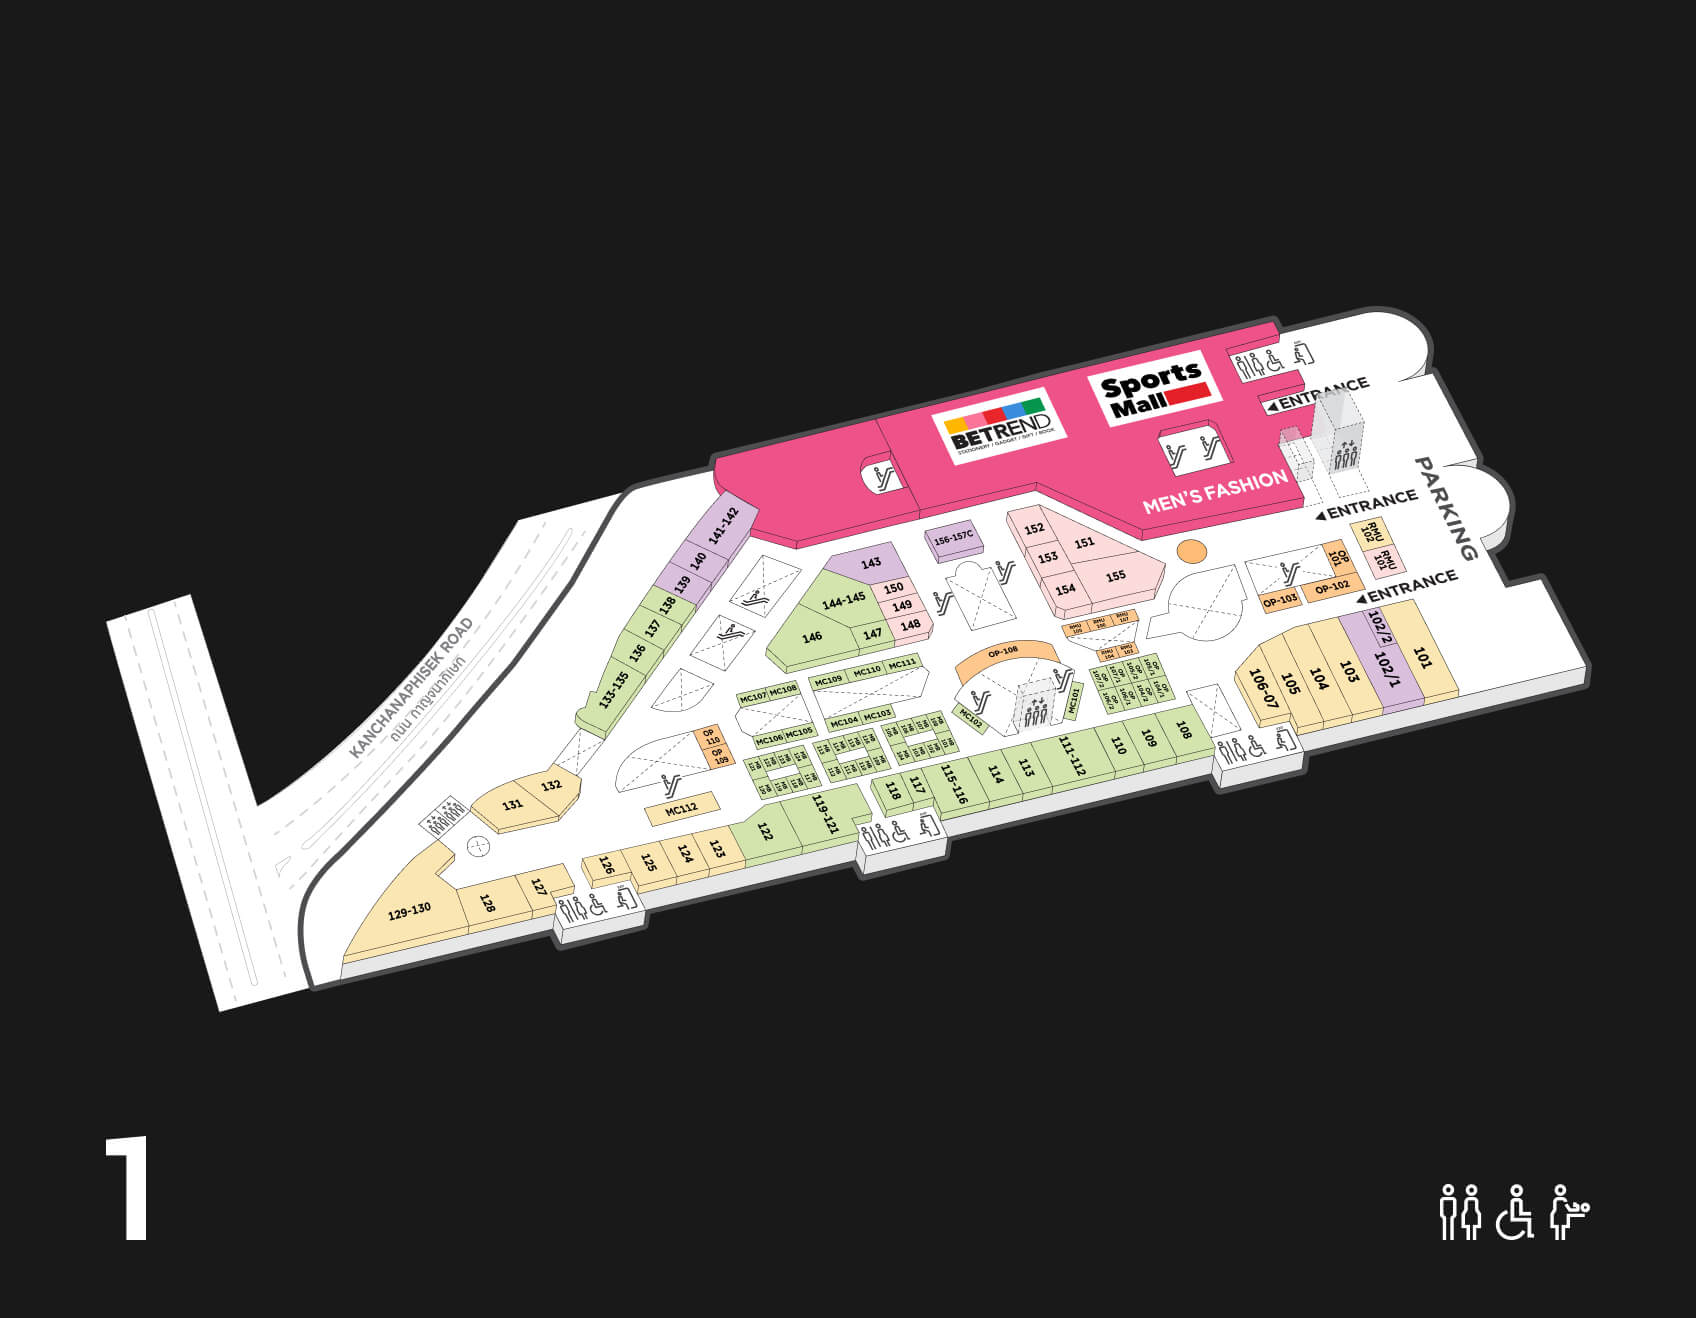 Sports
Mall
BETREND
STATIONERY / GADGET / GIFT / BOOK
MEN'S FASHION
ENTRANCE
ENTRANCE
ENTRANCE
PARKING
KANCHANAPHISEK ROAD
ถนน กาญจนาภิเษก
141-142
140
139
138
137
136
133-135
143
144-145
146
147
148
149
150
156-157C
152
151
153
154
155
RMU
102
RMU
101
OP
101
OP-102
OP-103
RMU
105
RMU
106
RMU
107
RMU
104
RMU
103
OP-108
MC101
MC102
MC107
MC108
MC109
MC110
MC111
MC104
MC103
MC106
MC105
OP
110
OP
109
MC112
101
102/2
102/1
103
104
105
106-07
108
109
110
111-112
113
114
115-116
117
118
119-121
122
123
124
125
126
127
128
129-130
131
132
1